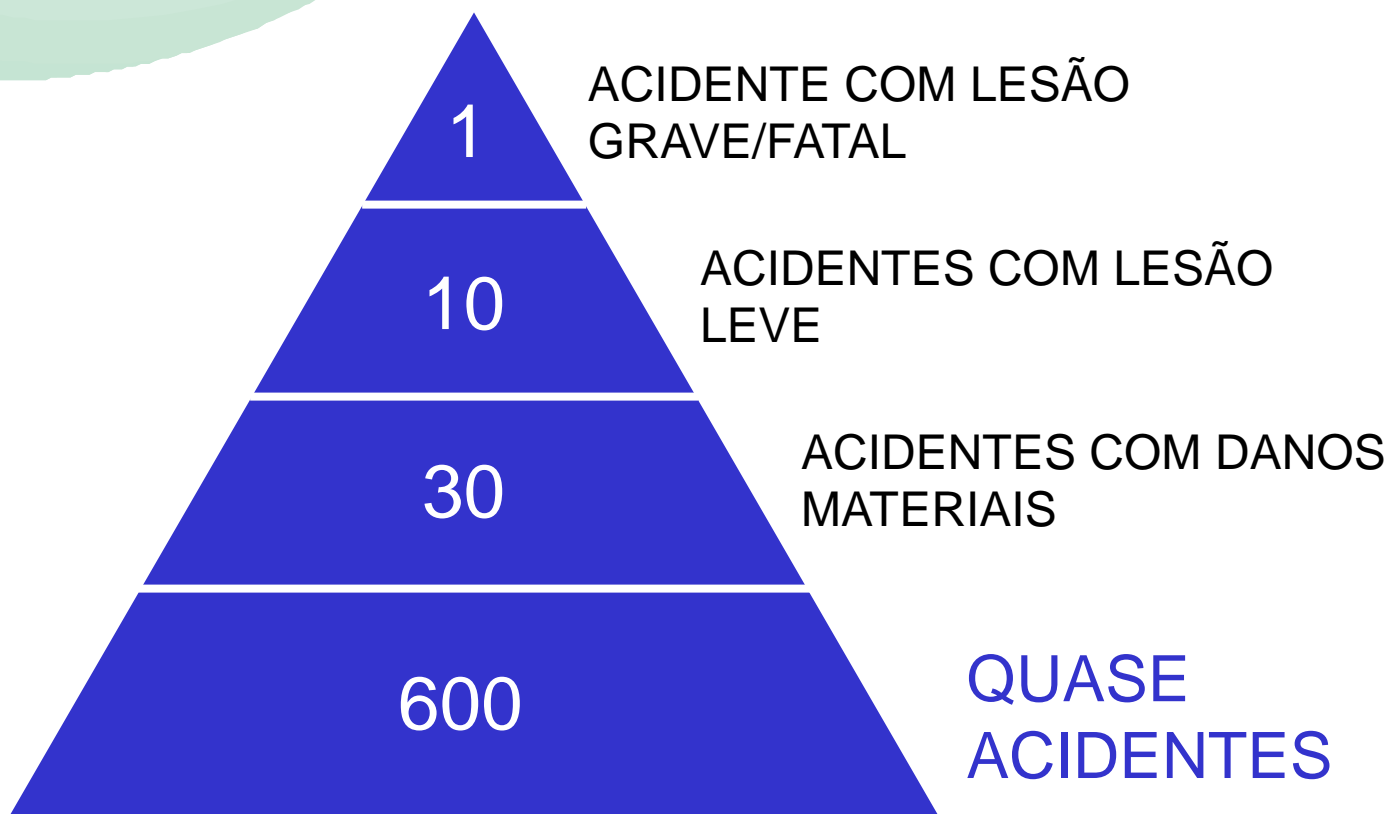 1
ACIDENTE COM LESÃO
GRAVE/FATAL
10
ACIDENTES COM LESÃO
LEVE
30
ACIDENTES COM DANOS
MATERIAIS
600
QUASE
ACIDENTES